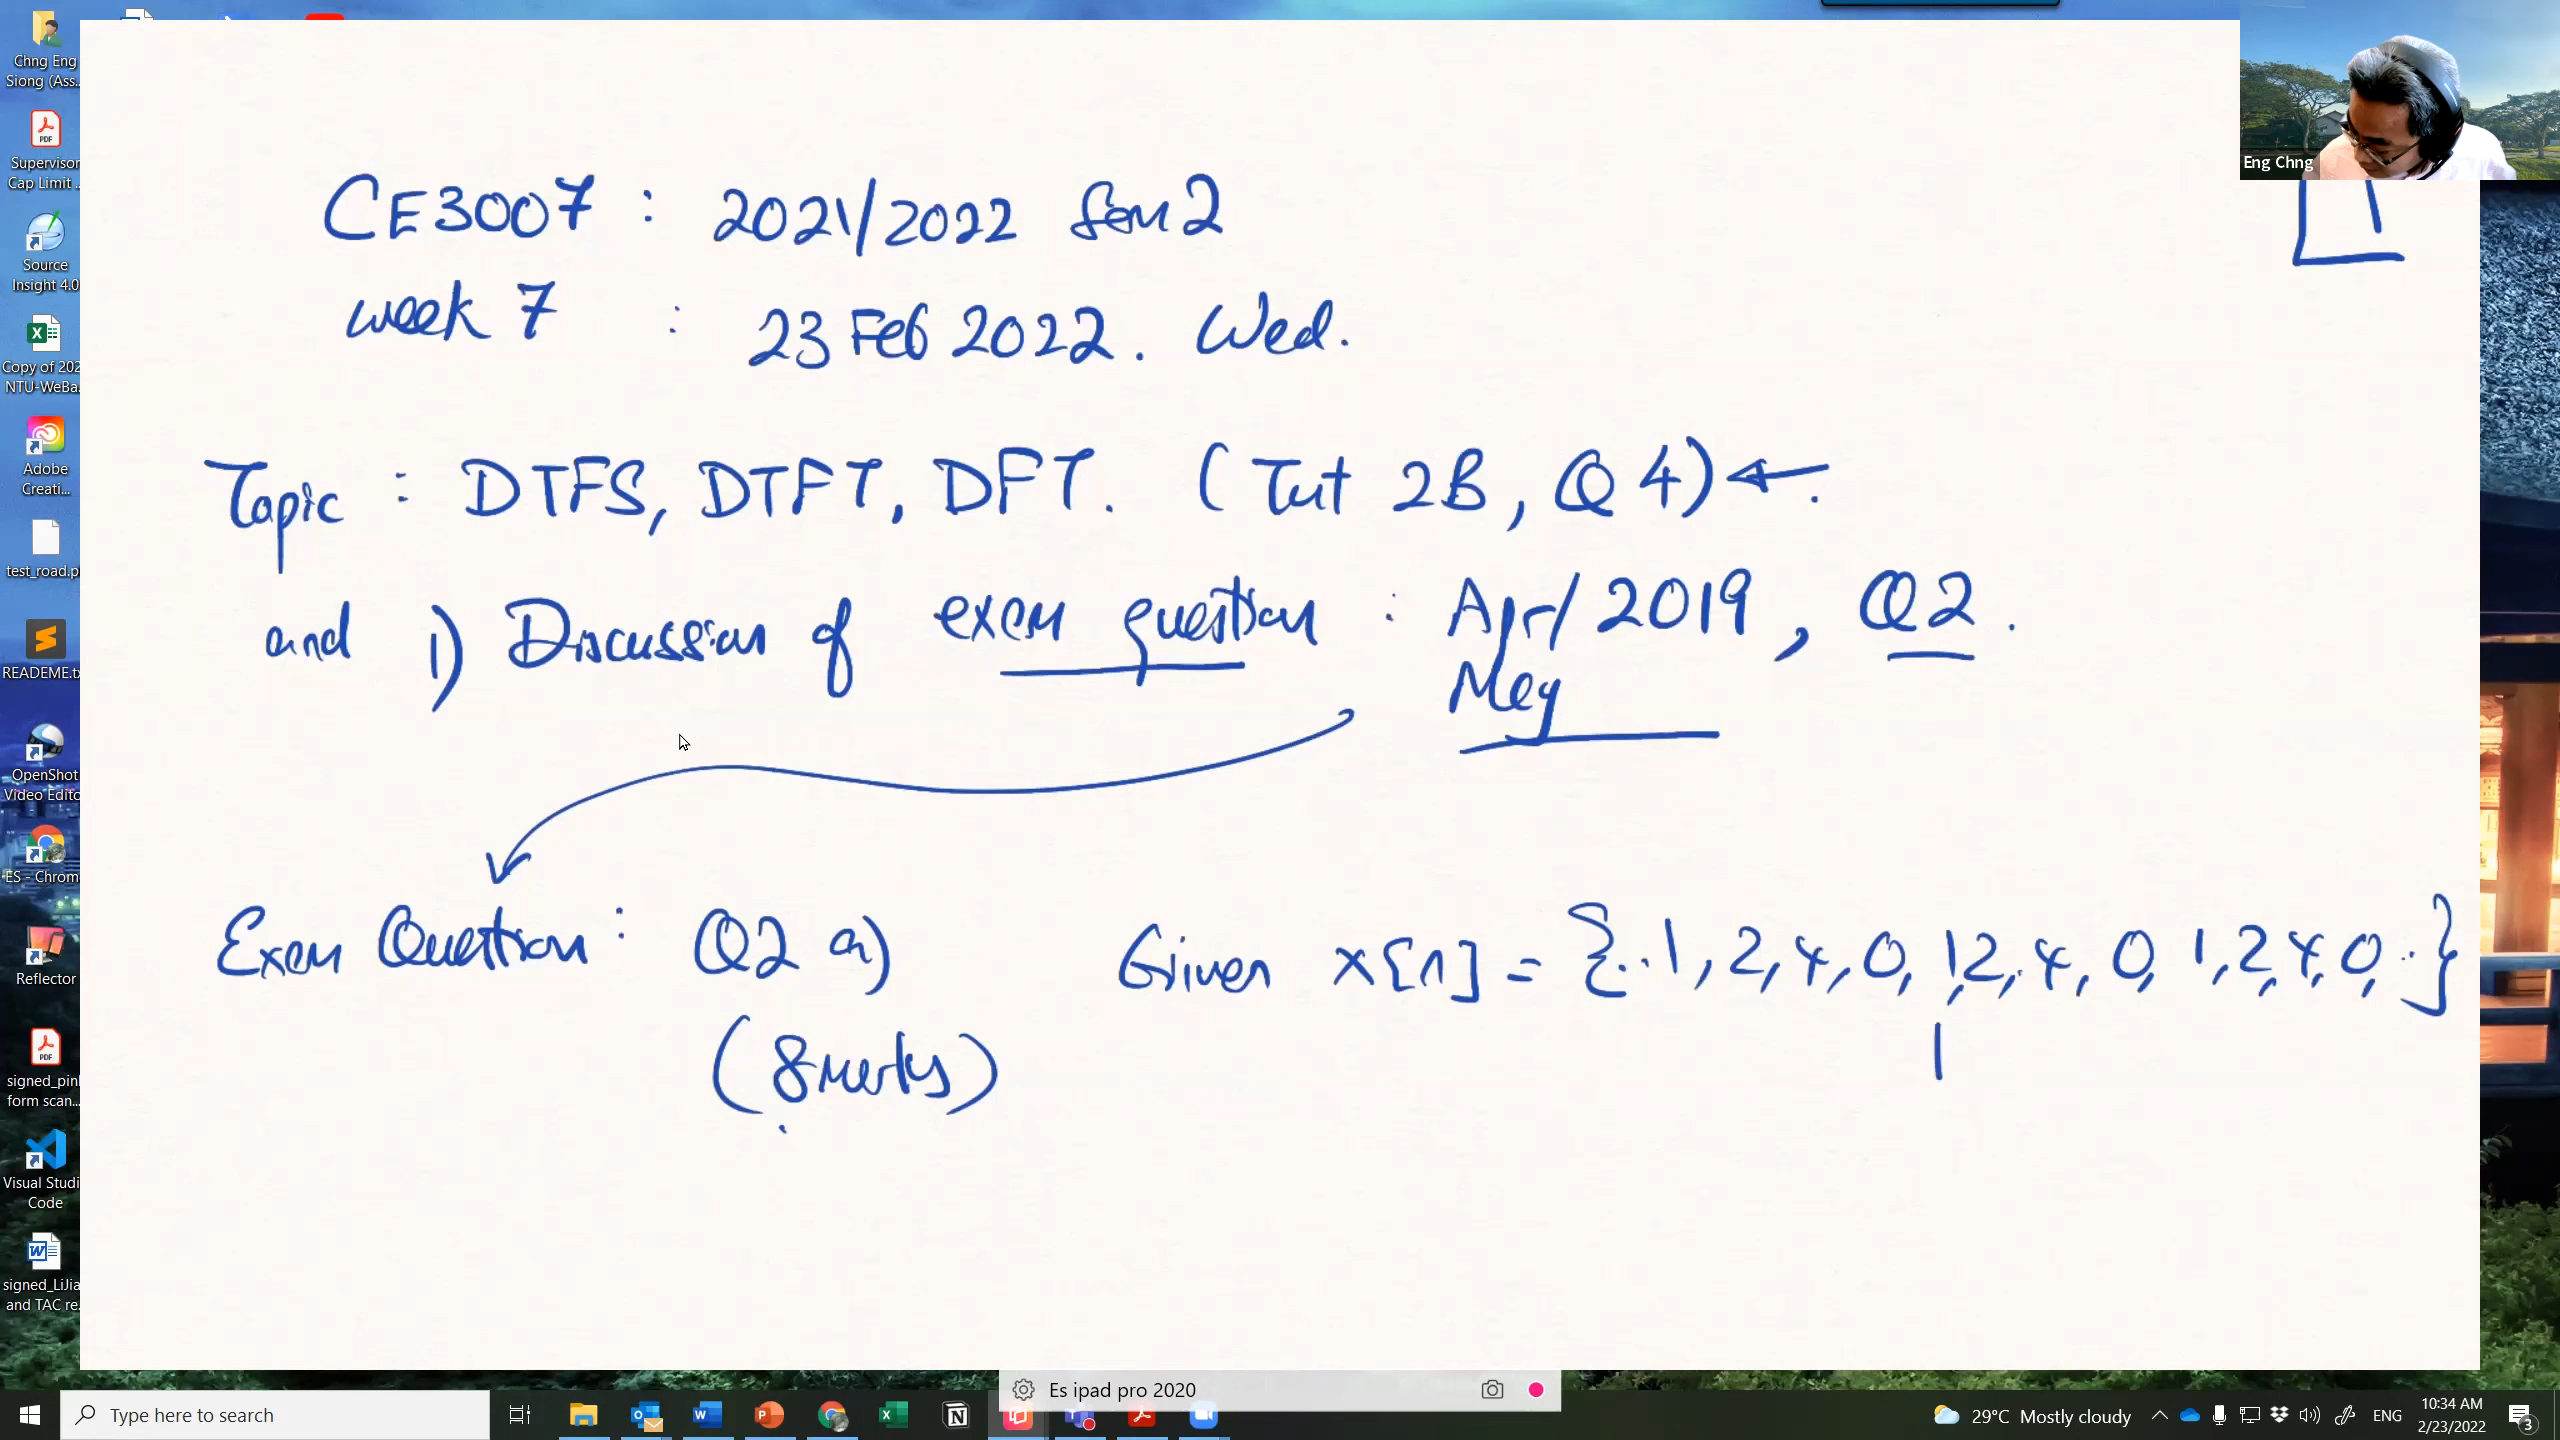 Chng Eng
Siong (Ass...
Supervisor
Cap Limit ...
Source
Insight 4.0
Copy of 202
NTU-WeBa...
Adobe
Creati...
test_road.p
READEME.tx
OpenShot
Video Edito
ES - Chrom
Reflector
signed_pinl
form scan...
Visual Studi
Code
signed_LiJia
and TAC re...
Eng Chng
1
CE3007 : 2021/2022 Sem 2
week 7 : 23 Feb 2022. Wed.
Topic : DTFS, DTFT, DFT. (Tut 2B, Q4) ←.
and 1) Discussion of exam question : Apr/ 2019, Q2.
May
Exam Question : Q2 a) Given x[n] = {..1, 2, 4, 0, 1, 2, 4, 0, 1, 2, 4, 0, ..}
(8 marks)
Es ipad pro 2020
Type here to search
29°C Mostly cloudy
ENG
10:34 AM
2/23/2022
3